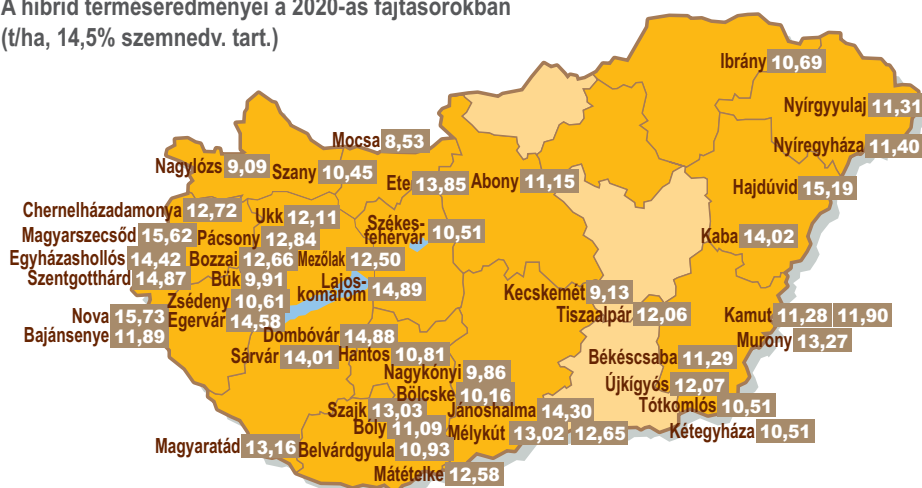 A hibrid terméseredményei a 2020-as fajtasorokban
(t/ha, 14,5% szemnedv. tart.)
Ibrány 10,69
Nyírgyyulaj 11,31
Mocsa 8,53
Nyíregyháza 11,40
Nagylózs 9,09
Szany 10,45
Ete 13,85
Abony 11,15
Hajdúvid 15,19
Chernelházadamonya 12,72
Ukk 12,11
Székes-
fehérvár 10,51
Magyarszecsőd 15,62
Pácsony 12,84
Kaba 14,02
Egyházashollós 14,42
Bozzai 12,66
Mezőlak 12,50
Szentgotthárd 14,87
Bük 9,91
Lajos-
komárom 14,89
Kecskemét 9,13
Zsédeny 10,61
Nova 15,73
Egervár 14,58
Tiszaalpár 12,06
Kamut 11,28 11,90
Bajánsenye 11,89
Dombóvár 14,88
Murony 13,27
Sárvár 14,01
Hantos 10,81
Békéscsaba 11,29
Nagykónyi 9,86
Újkígyós 12,07
Bölcske 10,16
Tótkomlós 10,51
Szajk 13,03
Jánoshalma 14,30
Bóly 11,09
Mélykút 13,02 12,65
Kétegyháza 10,51
Magyaratád 13,16
Belvárdgyula 10,93
Mátételke 12,58